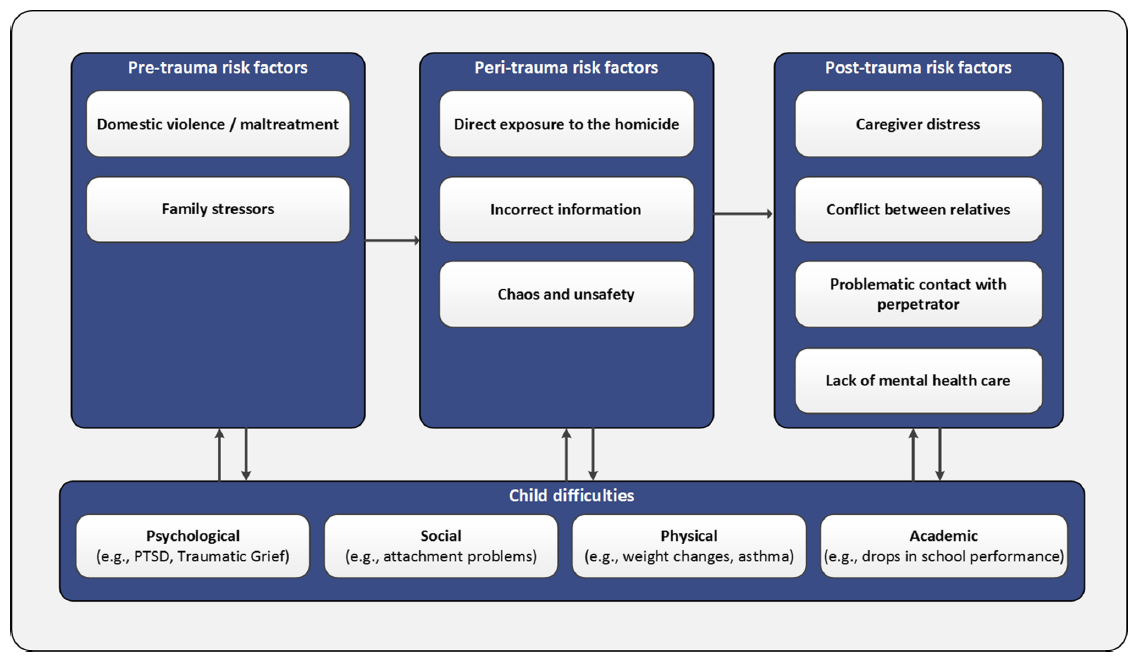 Pre-trauma risk factors
Domestic violence / maltreatment
Family stressors
Peri-trauma risk factors
Direct exposure to the homicide
Incorrect information
Chaos and unsafety
Post-trauma risk factors
Caregiver distress
Conflict between relatives
Problematic contact with
perpetrator
Lack of mental health care
Child difficulties
Psychological
(e.g., PTSD, Traumatic Grief)
Social
(e.g., attachment problems)
Physical
(e.g., weight changes, asthma)
Academic
(e.g., drops in school performance)